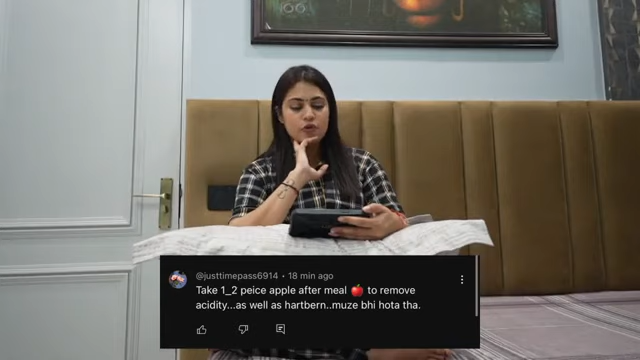 @justtimepass6914 • 18 min ago
Take 1_2 peice apple after meal 🍎 to remove
acidity...as well as hartbern..muze bhi hota tha.